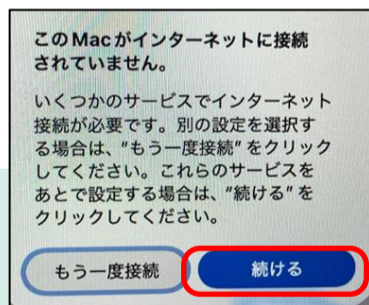 このMacがインターネットに接続
されていません。
いくつかのサービスでインターネット
接続が必要です。別の設定を選択す
る場合は、“もう一度接続”をクリック
してください。これらのサービスを
あとで設定する場合は、“続ける”を
クリックしてください。
もう一度接続
続ける